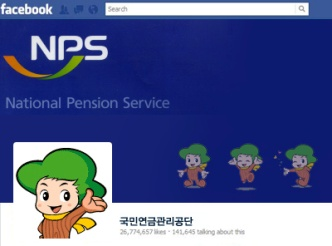 facebook
Search
NPS
National Pension Service
국민연금관리공단
26,774,657 likes · 141,645 talking about this